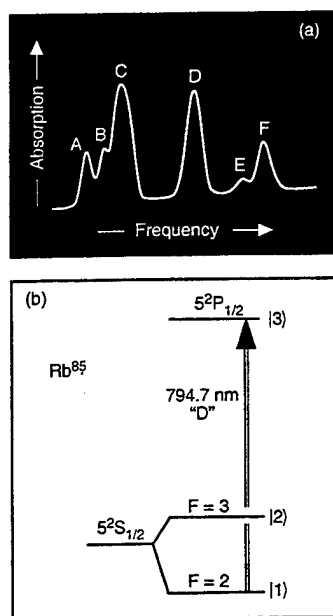 (a)
Absorption
A B C D E F
Frequency
(b)
5²P₁/₂ |3⟩
Rb⁸⁵
794.7 nm
"D"
F = 3 |2⟩
5²S₁/₂
F = 2 |1⟩